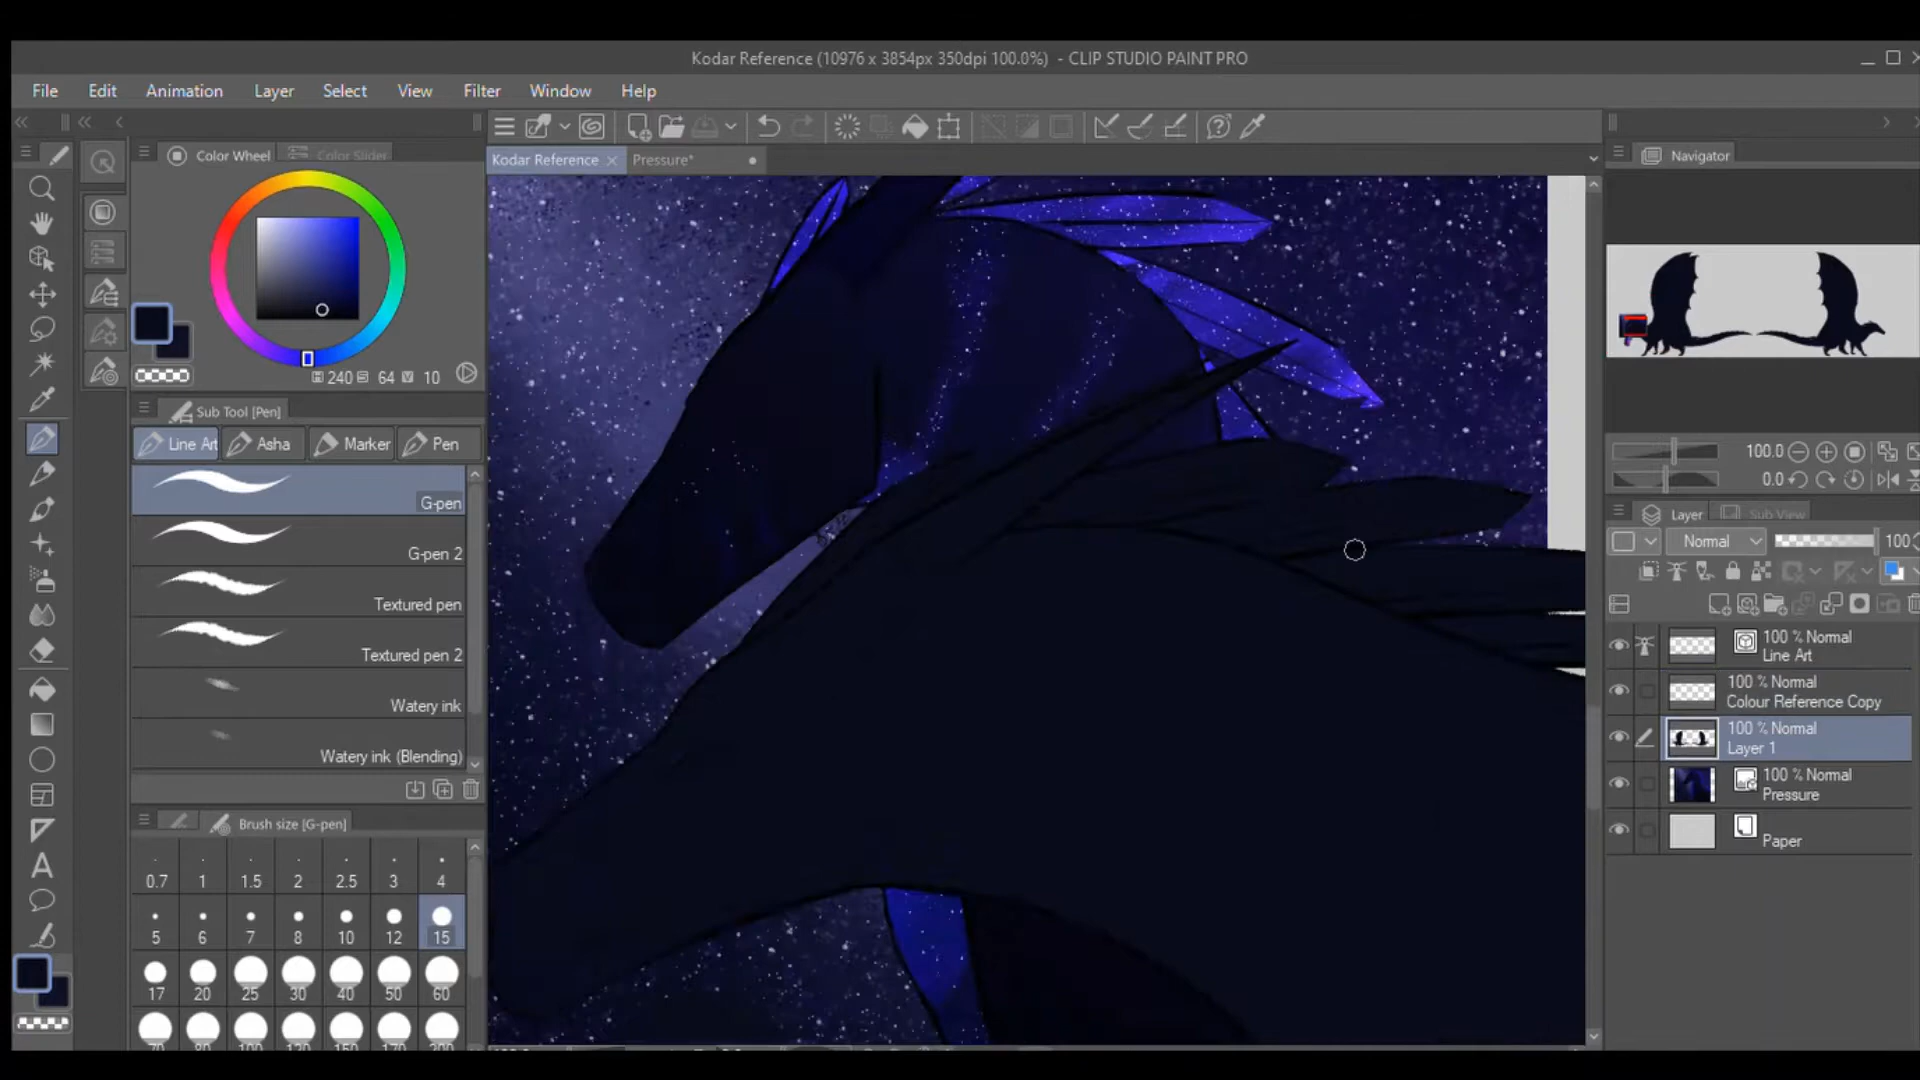 Kodar Reference (10976 x 3854px 350dpi 100.0%) - CLIP STUDIO PAINT PRO
File Edit Animation Layer Select View Filter Window Help
Color Wheel Color Slider
Kodar Reference Pressure*
Navigator
240 64 10
Sub Tool [Pen]
Line Art Asha Marker Pen
G-pen
G-pen 2
Textured pen
Textured pen 2
Watery ink
Watery ink (Blending)
Brush size [G-pen]
0.7 1 1.5 2 2.5 3 4
5 6 7 8 10 12 15
17 20 25 30 40 50 60
100.0
0.0
Layer Sub View
Normal 100
100 % Normal
Line Art
100 % Normal
Colour Reference Copy
100 % Normal
Layer 1
100 % Normal
Pressure
Paper